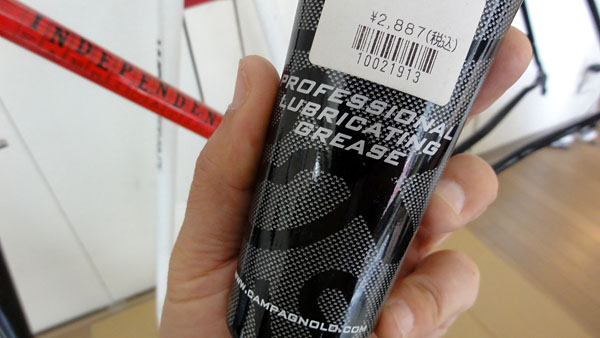 INDEPENDEN
¥2,887(税込)
10021913
PROFESSIONAL
LUBRICATING
GREASE
WWW.CAMPAGNOLO.COM